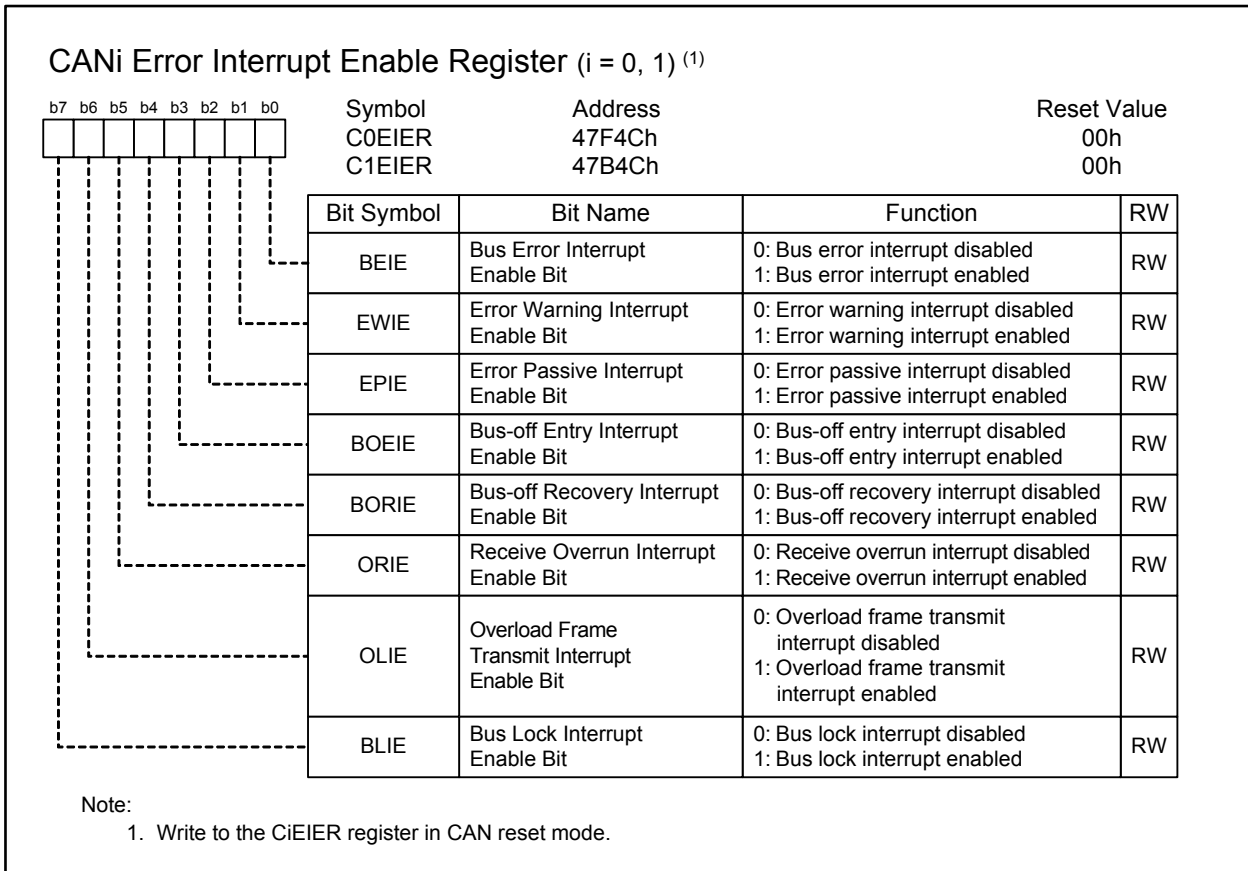 CANi Error Interrupt Enable Register (i = 0, 1) (1)
b7 b6 b5 b4 b3 b2 b1 b0
Symbol Address Reset Value
C0EIER 47F4Ch 00h
C1EIER 47B4Ch 00h
Bit Symbol Bit Name Function RW
BEIE Bus Error Interrupt Enable Bit 0: Bus error interrupt disabled 1: Bus error interrupt enabled RW
EWIE Error Warning Interrupt Enable Bit 0: Error warning interrupt disabled 1: Error warning interrupt enabled RW
EPIE Error Passive Interrupt Enable Bit 0: Error passive interrupt disabled 1: Error passive interrupt enabled RW
BOEIE Bus-off Entry Interrupt Enable Bit 0: Bus-off entry interrupt disabled 1: Bus-off entry interrupt enabled RW
BORIE Bus-off Recovery Interrupt Enable Bit 0: Bus-off recovery interrupt disabled 1: Bus-off recovery interrupt enabled RW
ORIE Receive Overrun Interrupt Enable Bit 0: Receive overrun interrupt disabled 1: Receive overrun interrupt enabled RW
OLIE Overload Frame Transmit Interrupt Enable Bit 0: Overload frame transmit interrupt disabled 1: Overload frame transmit interrupt enabled RW
BLIE Bus Lock Interrupt Enable Bit 0: Bus lock interrupt disabled 1: Bus lock interrupt enabled RW
Note:
1. Write to the CiEIER register in CAN reset mode.